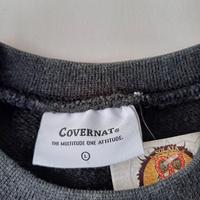 COVERNAT®
THE MULTITUDE ONE ATTITUDE.
L